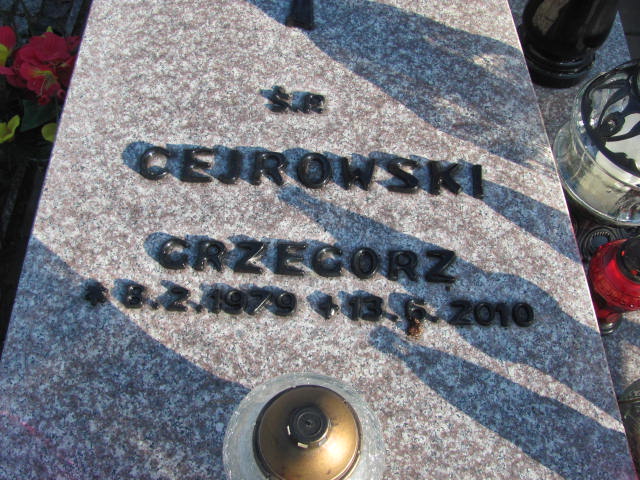 Ś.P.
CEJROWSKI
GRZEGORZ
* 8.2.1979 + 13.6.2010